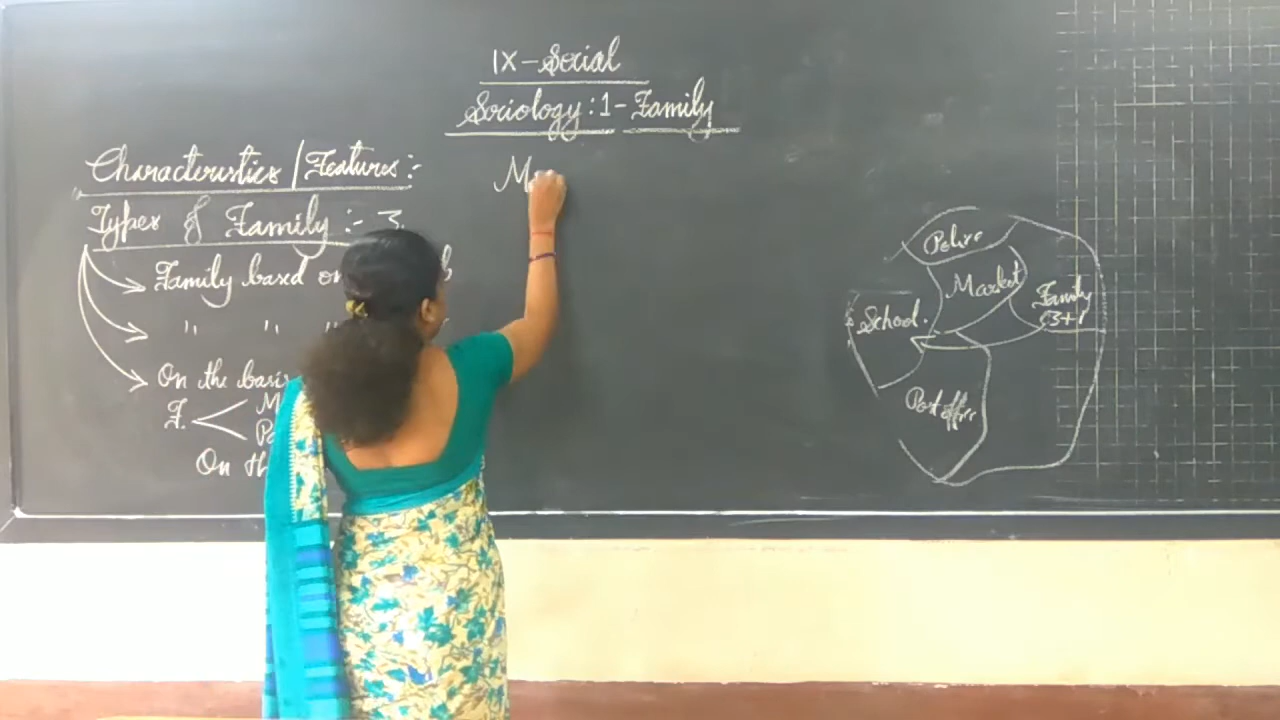 IX - Social
Sociology : 1 - Family
Characteristics / Features :-
Types of Family :- 3
Family based on
" " "
On the basis
F.
On th
M
Police
Market
School.
Family
(3+1
Post office